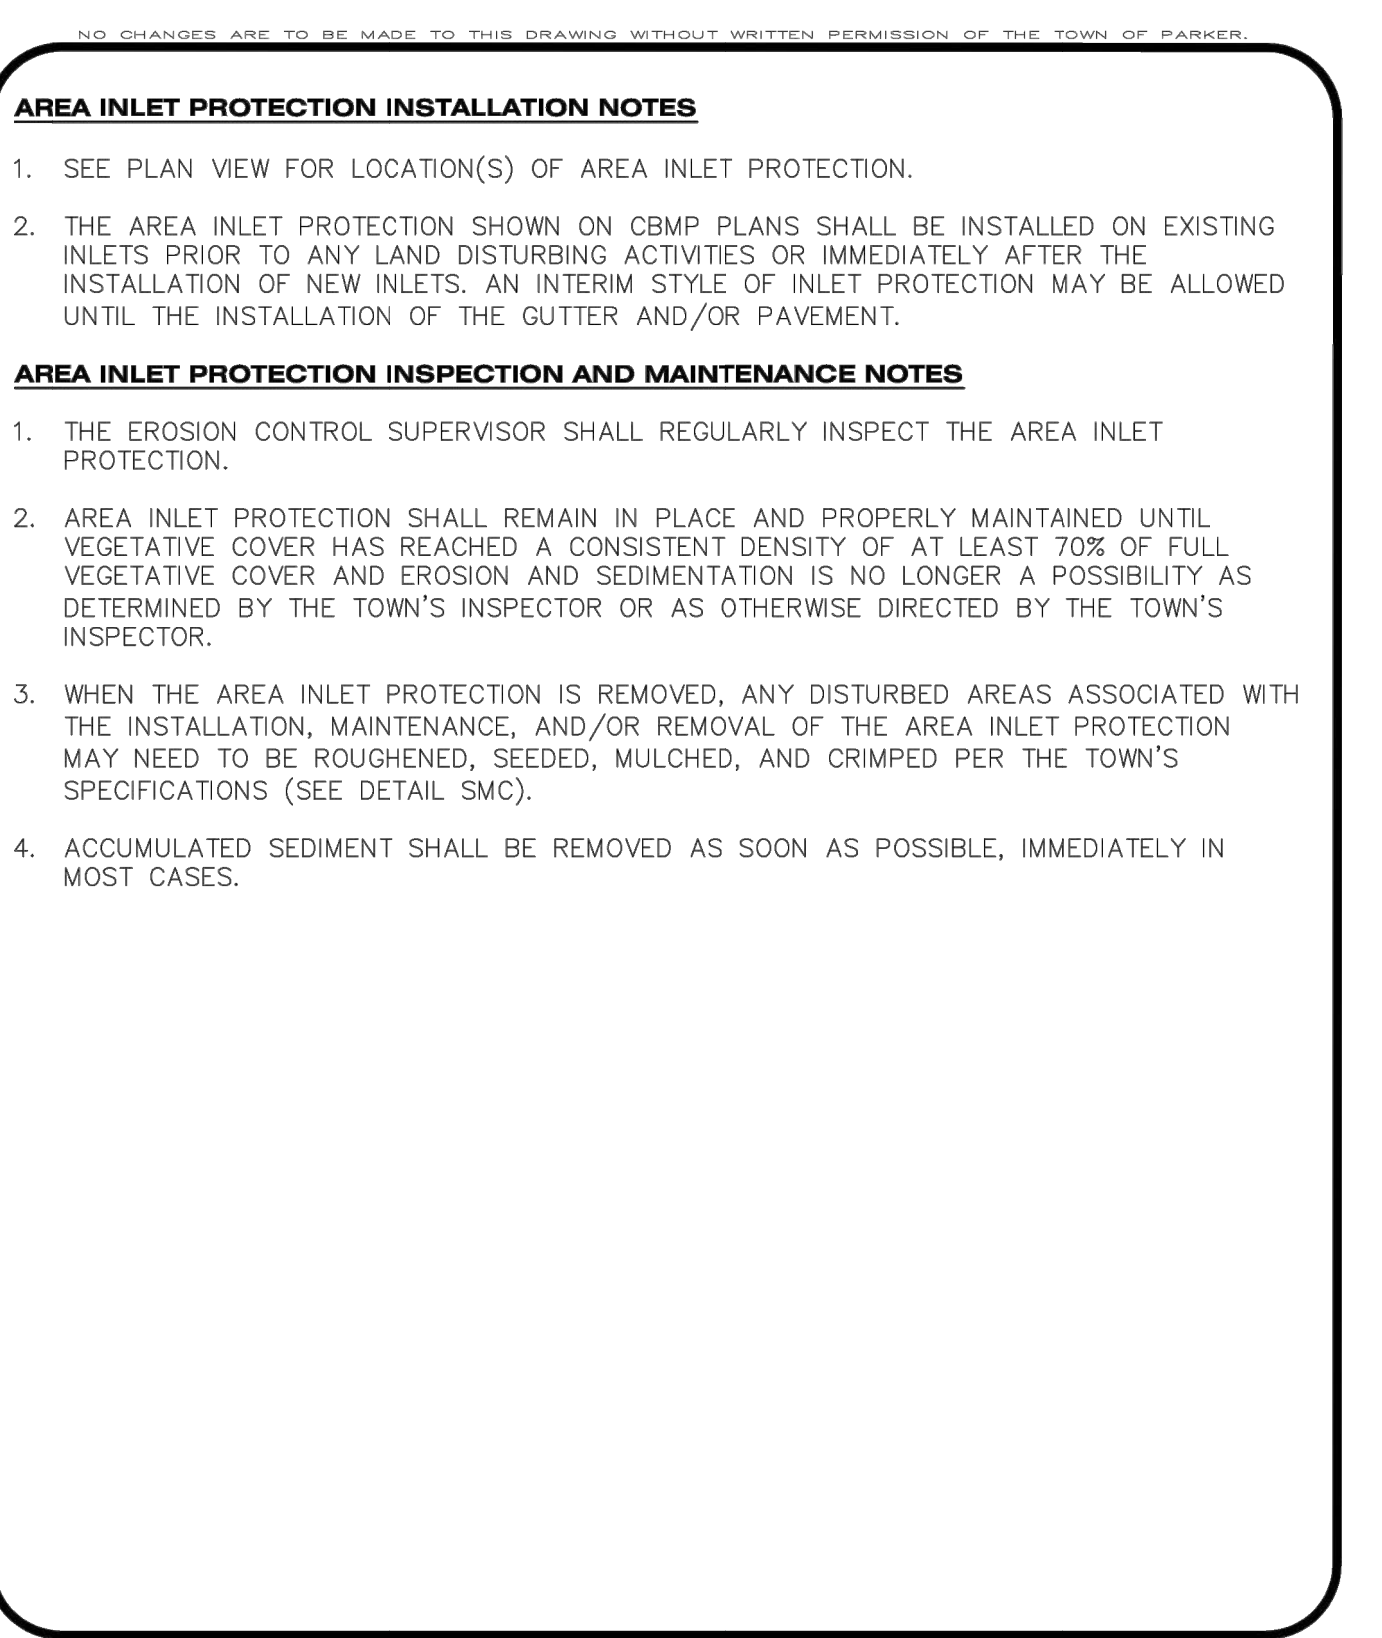 NO CHANGES ARE TO BE MADE TO THIS DRAWING WITHOUT WRITTEN PERMISSION OF THE TOWN OF PARKER.
AREA INLET PROTECTION INSTALLATION NOTES
1. SEE PLAN VIEW FOR LOCATION(S) OF AREA INLET PROTECTION.
2. THE AREA INLET PROTECTION SHOWN ON CBMP PLANS SHALL BE INSTALLED ON EXISTING
INLETS PRIOR TO ANY LAND DISTURBING ACTIVITIES OR IMMEDIATELY AFTER THE
INSTALLATION OF NEW INLETS. AN INTERIM STYLE OF INLET PROTECTION MAY BE ALLOWED
UNTIL THE INSTALLATION OF THE GUTTER AND/OR PAVEMENT.
AREA INLET PROTECTION INSPECTION AND MAINTENANCE NOTES
1. THE EROSION CONTROL SUPERVISOR SHALL REGULARLY INSPECT THE AREA INLET
PROTECTION.
2. AREA INLET PROTECTION SHALL REMAIN IN PLACE AND PROPERLY MAINTAINED UNTIL
VEGETATIVE COVER HAS REACHED A CONSISTENT DENSITY OF AT LEAST 70% OF FULL
VEGETATIVE COVER AND EROSION AND SEDIMENTATION IS NO LONGER A POSSIBILITY AS
DETERMINED BY THE TOWN'S INSPECTOR OR AS OTHERWISE DIRECTED BY THE TOWN'S
INSPECTOR.
3. WHEN THE AREA INLET PROTECTION IS REMOVED, ANY DISTURBED AREAS ASSOCIATED WITH
THE INSTALLATION, MAINTENANCE, AND/OR REMOVAL OF THE AREA INLET PROTECTION
MAY NEED TO BE ROUGHENED, SEEDED, MULCHED, AND CRIMPED PER THE TOWN'S
SPECIFICATIONS (SEE DETAIL SMC).
4. ACCUMULATED SEDIMENT SHALL BE REMOVED AS SOON AS POSSIBLE, IMMEDIATELY IN
MOST CASES.